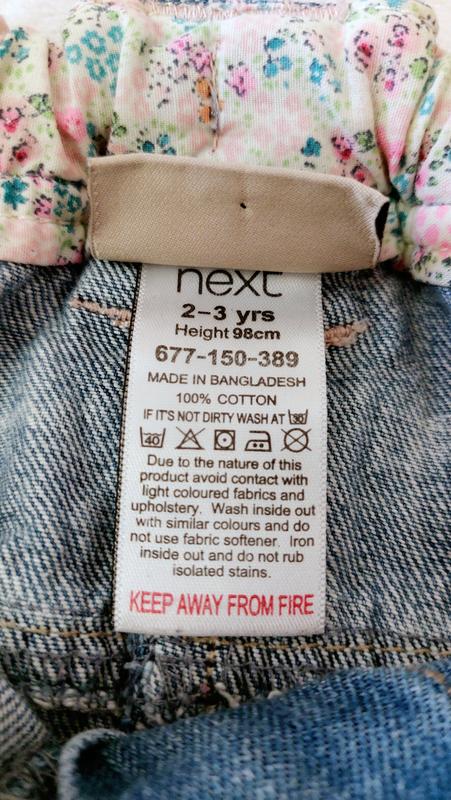 next
2-3 yrs
Height 98cm
677-150-389
MADE IN BANGLADESH
100% COTTON
IF IT'S NOT DIRTY WASH AT 30
40
Due to the nature of this
product avoid contact with
light coloured fabrics and
upholstery. Wash inside out
with similar colours and do
not use fabric softener. Iron
inside out and do not rub
isolated stains.
KEEP AWAY FROM FIRE